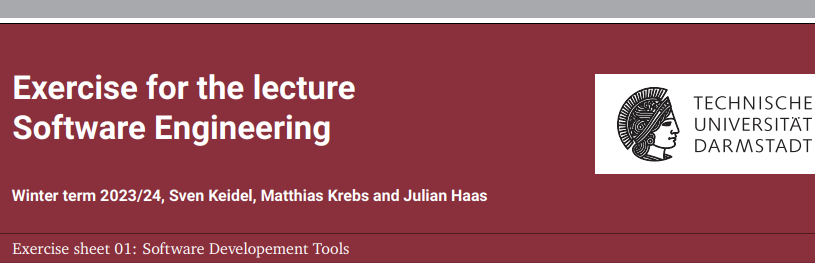 Exercise for the lecture
Software Engineering
TECHNISCHE
UNIVERSITÄT
DARMSTADT
Winter term 2023/24, Sven Keidel, Matthias Krebs and Julian Haas
Exercise sheet 01: Software Developement Tools